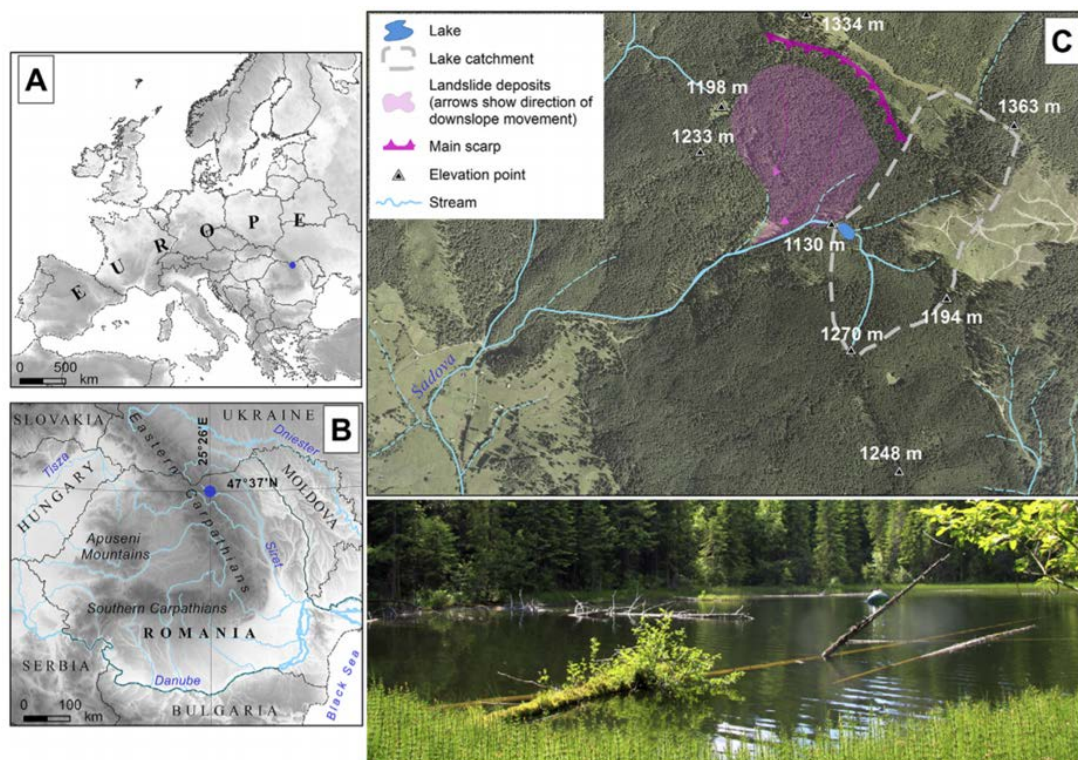 A
EUROPE
0 500
km
B
SLOVAKIA
UKRAINE
Eastern
Carpathians
25°26'E
Dniester
Tisza
47°37'N
HUNGARY
MOLDOVA
Apuseni
Mountains
Siret
Southern Carpathians
ROMANIA
SERBIA
Danube
Black Sea
0 100
km
BULGARIA
C
Lake
Lake catchment
Landslide deposits
(arrows show direction of
downslope movement)
Main scarp
Elevation point
Stream
1334 m
1198 m
1363 m
1233 m
1130 m
1194 m
1270 m
Sadova
1248 m